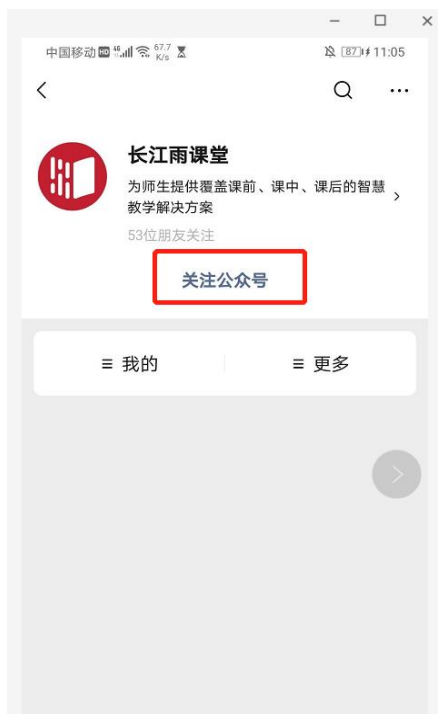 中国移动 HD 4G 67.7 K/s 87 11:05
长江雨课堂
为师生提供覆盖课前、课中、课后的智慧
教学解决方案
53位朋友关注
关注公众号
我的 更多